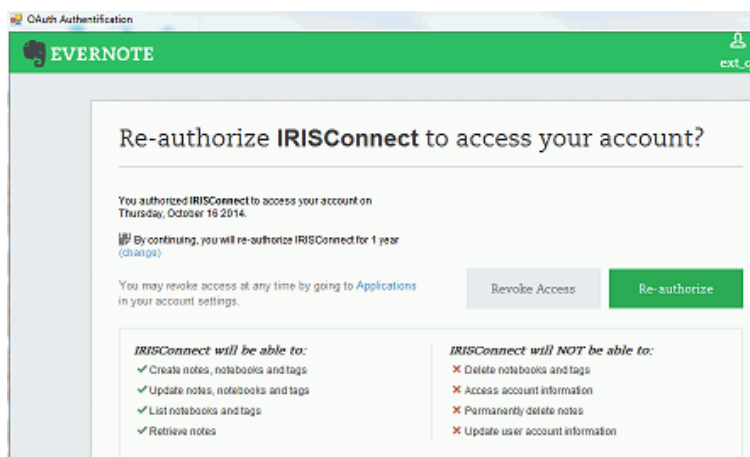 OAuth Authentification
EVERNOTE
Re-authorize IRISConnect to access your account?
You authorized IRISConnect to access your account on
Thursday, October 16 2014.
By continuing, you will re-authorize IRISConnect for 1 year
(change)
You may revoke access at any time by going to Applications
in your account settings.
Revoke Access
Re-authorize
IRISConnect will be able to:
Create notes, notebooks and tags
Update notes, notebooks and tags
List notebooks and tags
Retrieve notes
IRISConnect will NOT be able to:
Delete notebooks and tags
Access account information
Permanently delete notes
Update user account information